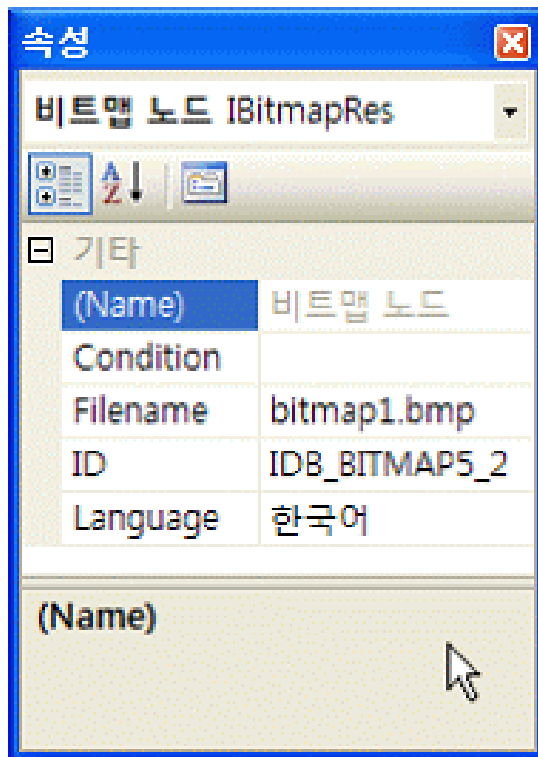 속성
비트맵 노드 IBitmapRes
기타
(Name) 비트맵 노드
Condition
Filename bitmap1.bmp
ID IDB_BITMAP5_2
Language 한국어
(Name)